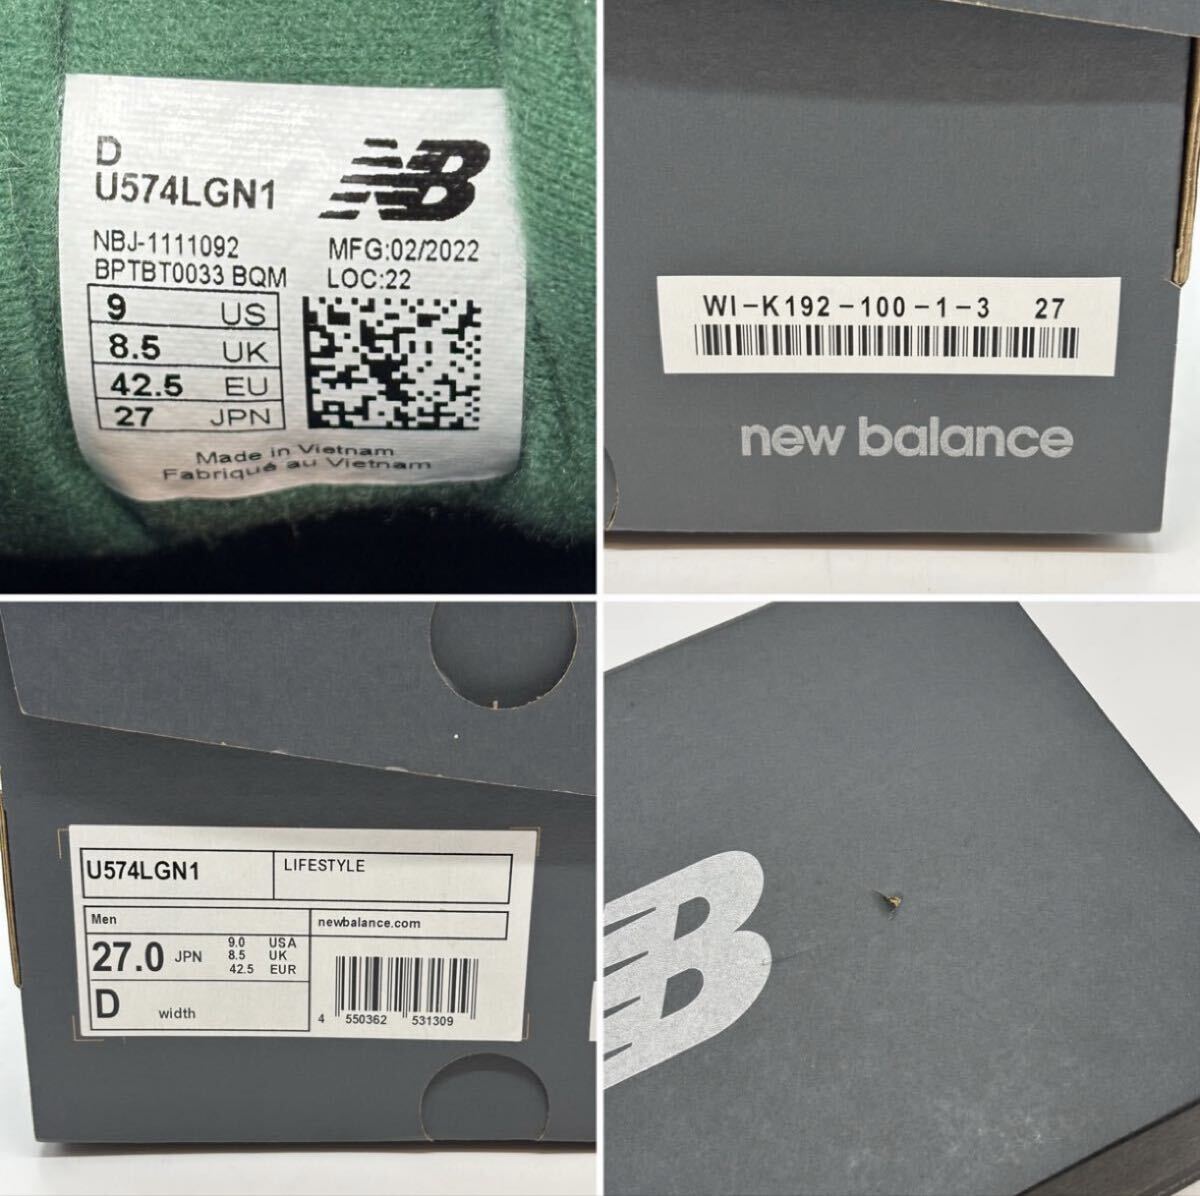 D
U574LGN1
NB
NBJ-1111092
BPTBT0033 BQM
MFG:02/2022
LOC:22
9 US
8.5 UK
42.5 EU
27 JPN
Made in Vietnam
Fabriqué au Vietnam
WI-K192-100-1-3 27
new balance
U574LGN1
LIFESTYLE
Men
newbalance.com
27.0 JPN
9.0 USA
8.5 UK
42.5 EUR
D width
4 550362 531309
NB